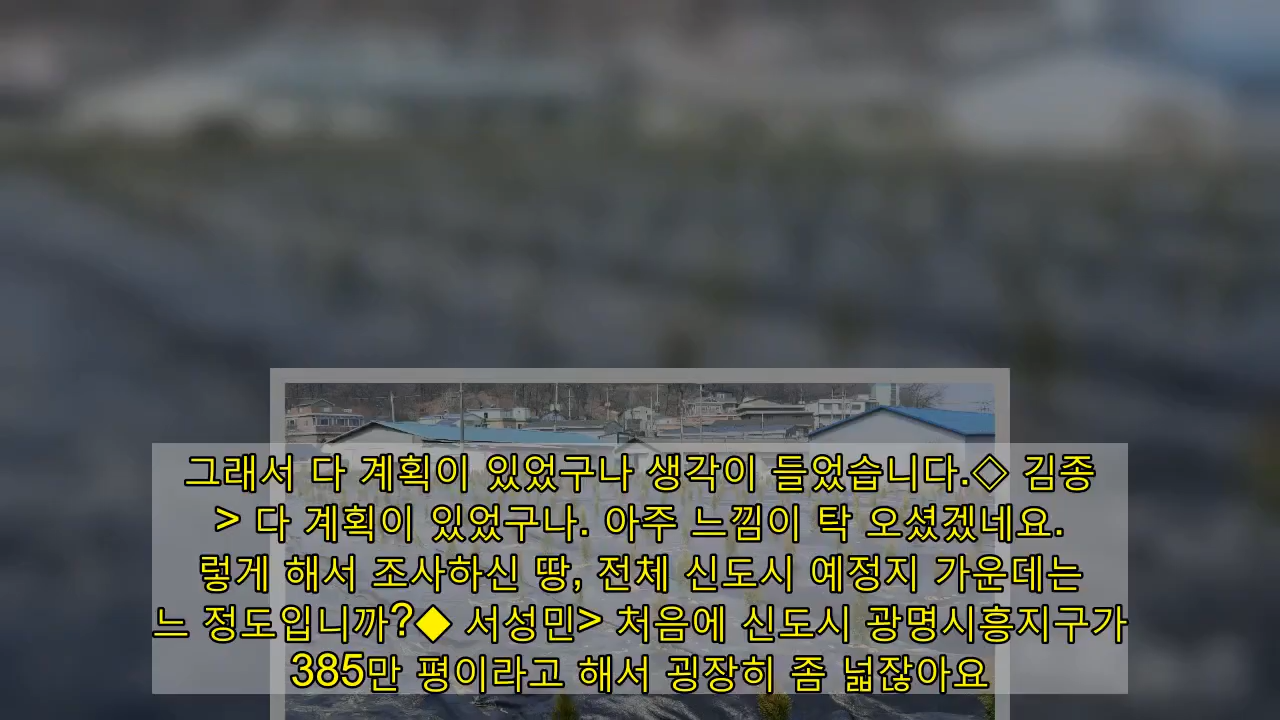 그래서 다 계획이 있었구나 생각이 들었습니다.◇ 김종
> 다 계획이 있었구나. 아주 느낌이 탁 오셨겠네요.
렇게 해서 조사하신 땅, 전체 신도시 예정지 가운데는
느 정도입니까?◆ 서성민> 처음에 신도시 광명시흥지구가
385만 평이라고 해서 굉장히 좀 넓잖아요